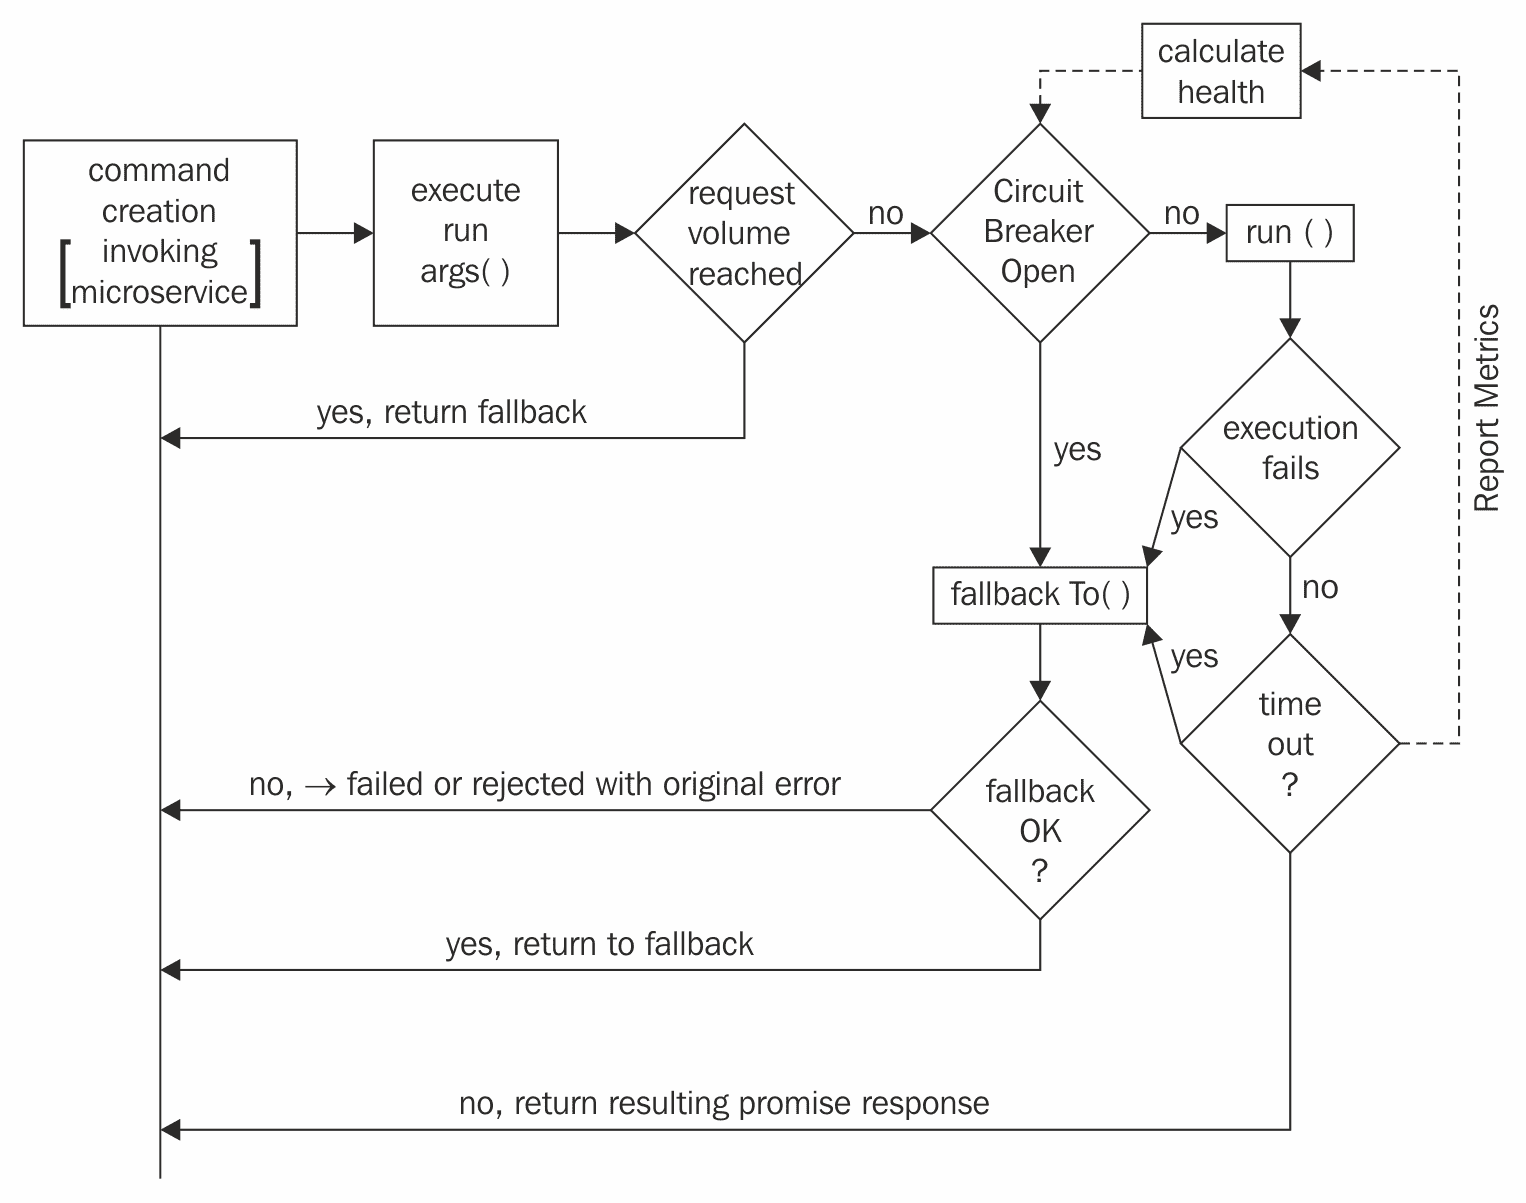 calculate
health
command
creation
[invoking
microservice]
execute
run
args( )
request
volume
reached
no
Circuit
Breaker
Open
no
run ( )
yes, return fallback
yes
execution
fails
Report Metrics
yes
fallback To( )
no
yes
time
out
?
no, → failed or rejected with original error
fallback
OK
?
yes, return to fallback
no, return resulting promise response